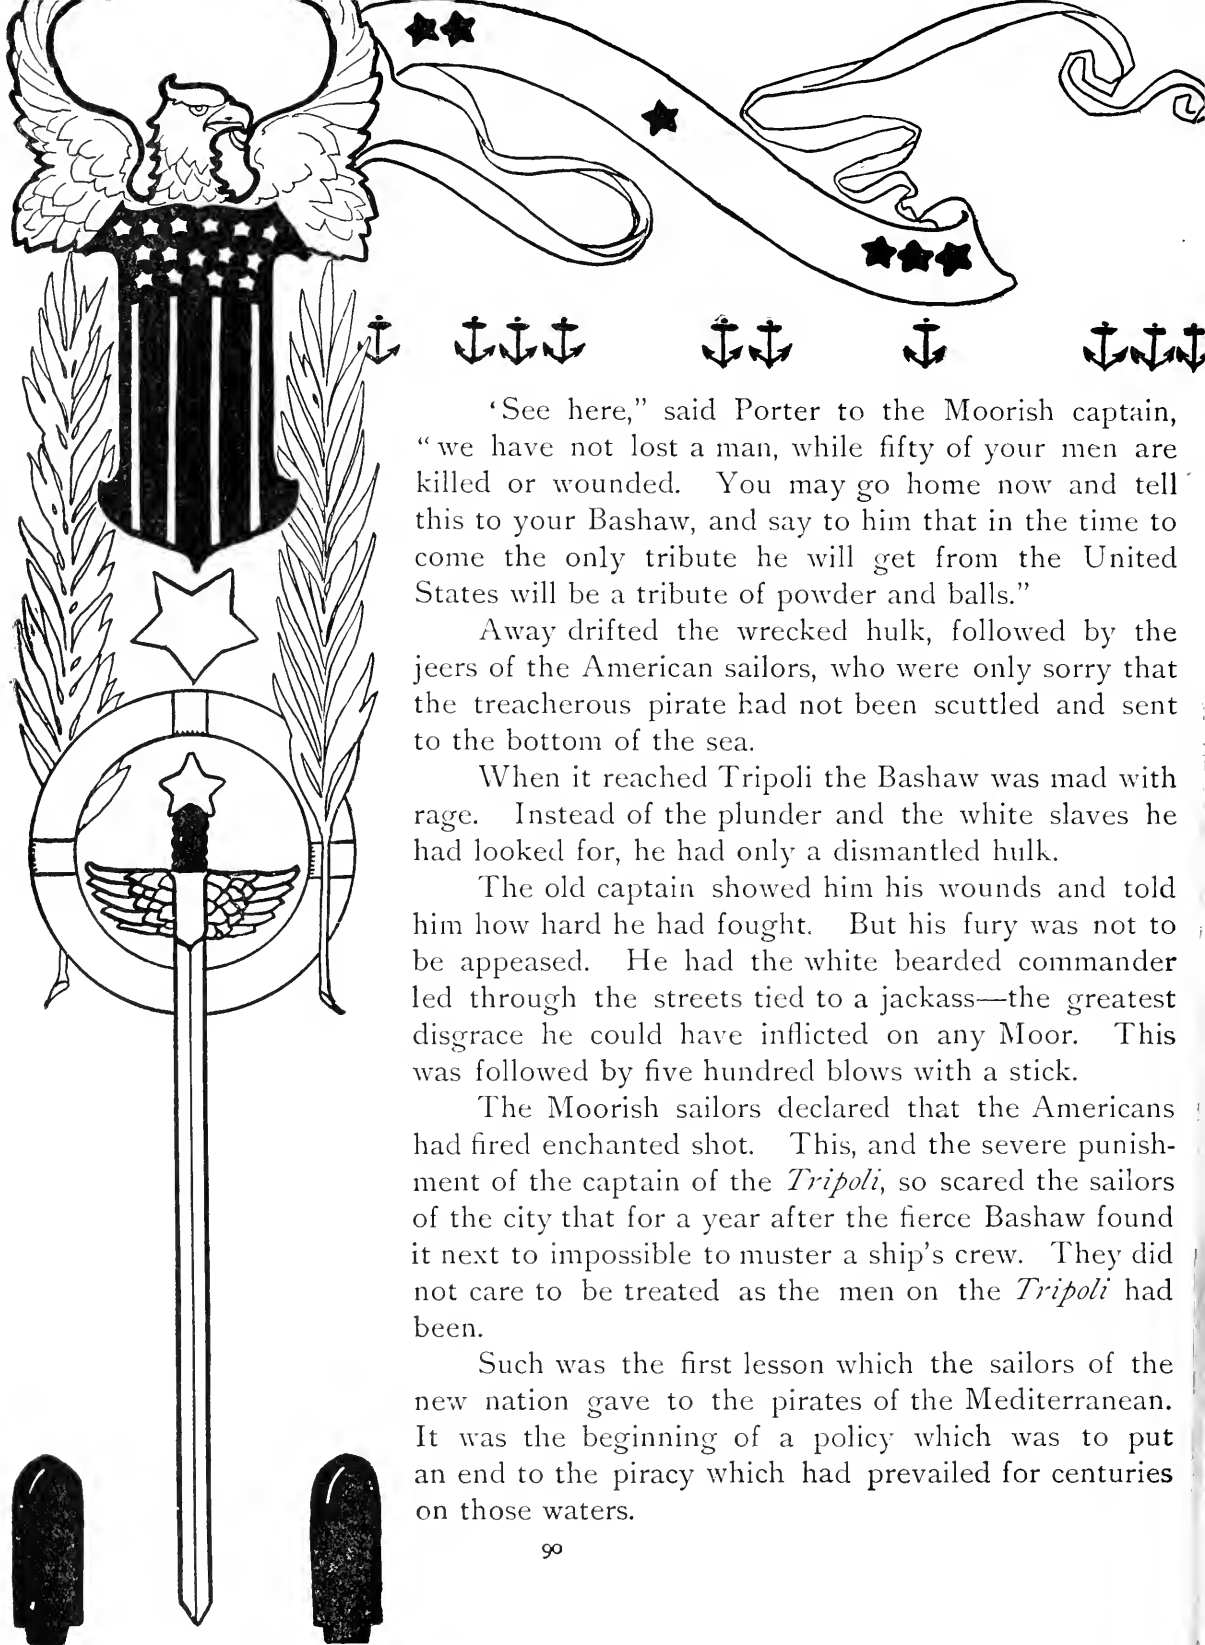 ‘See here,” said Porter to the Moorish captain,
“we have not lost a man, while fifty of your men are
killed or wounded. You may go home now and tell
this to your Bashaw, and say to him that in the time to
come the only tribute he will get from the United
States will be a tribute of powder and balls.”
Away drifted the wrecked hulk, followed by the
jeers of the American sailors, who were only sorry that
the treacherous pirate had not been scuttled and sent
to the bottom of the sea.
When it reached Tripoli the Bashaw was mad with
rage. Instead of the plunder and the white slaves he
had looked for, he had only a dismantled hulk.
The old captain showed him his wounds and told
him how hard he had fought. But his fury was not to
be appeased. He had the white bearded commander
led through the streets tied to a jackass—the greatest
disgrace he could have inflicted on any Moor. This
was followed by five hundred blows with a stick.
The Moorish sailors declared that the Americans
had fired enchanted shot. This, and the severe punish-
ment of the captain of the Tripoli, so scared the sailors
of the city that for a year after the fierce Bashaw found
it next to impossible to muster a ship’s crew. They did
not care to be treated as the men on the Tripoli had
been.
Such was the first lesson which the sailors of the
new nation gave to the pirates of the Mediterranean.
It was the beginning of a policy which was to put
an end to the piracy which had prevailed for centuries
on those waters.
90